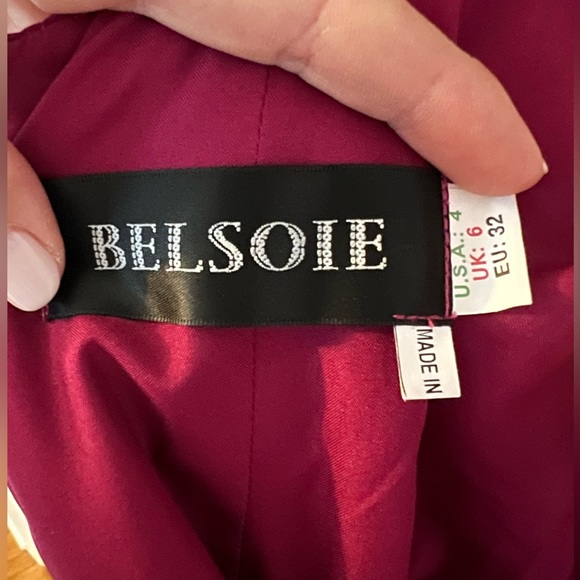 BELSOIE
U.S.A.: 4
UK: 6
EU: 32
MADE IN